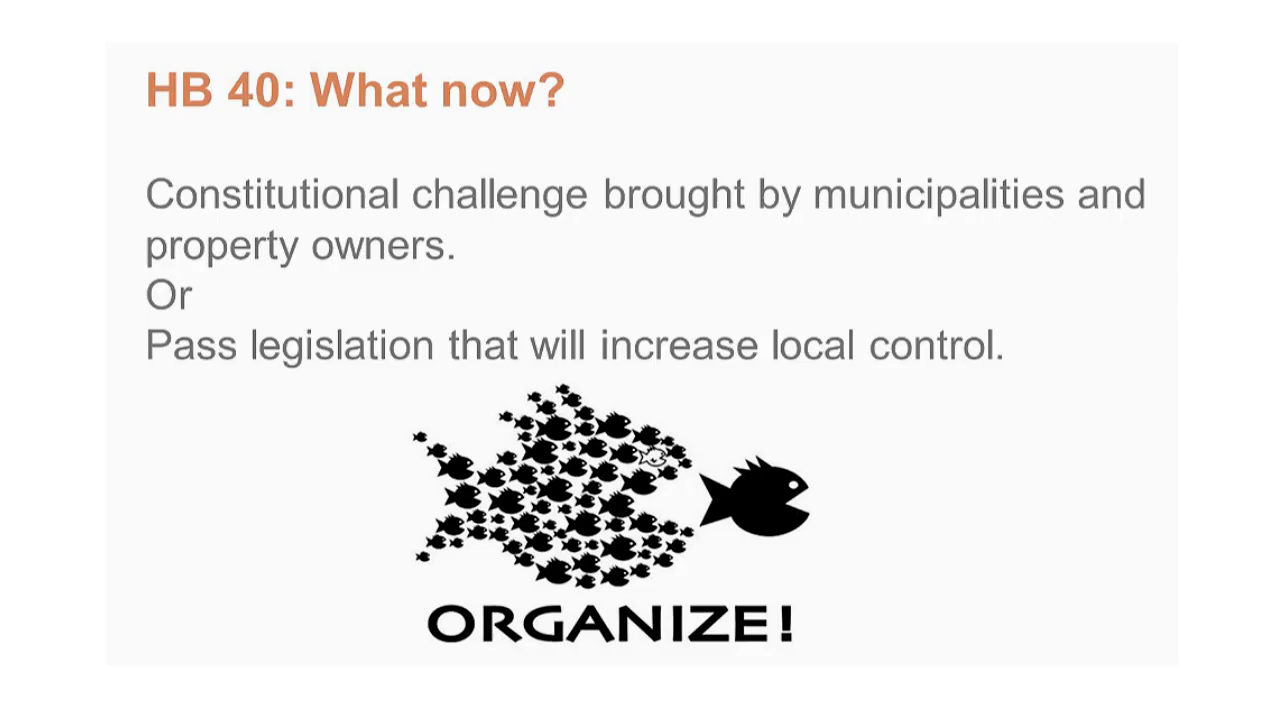 HB 40: What now?
Constitutional challenge brought by municipalities and
property owners.
Or
Pass legislation that will increase local control.
ORGANIZE!